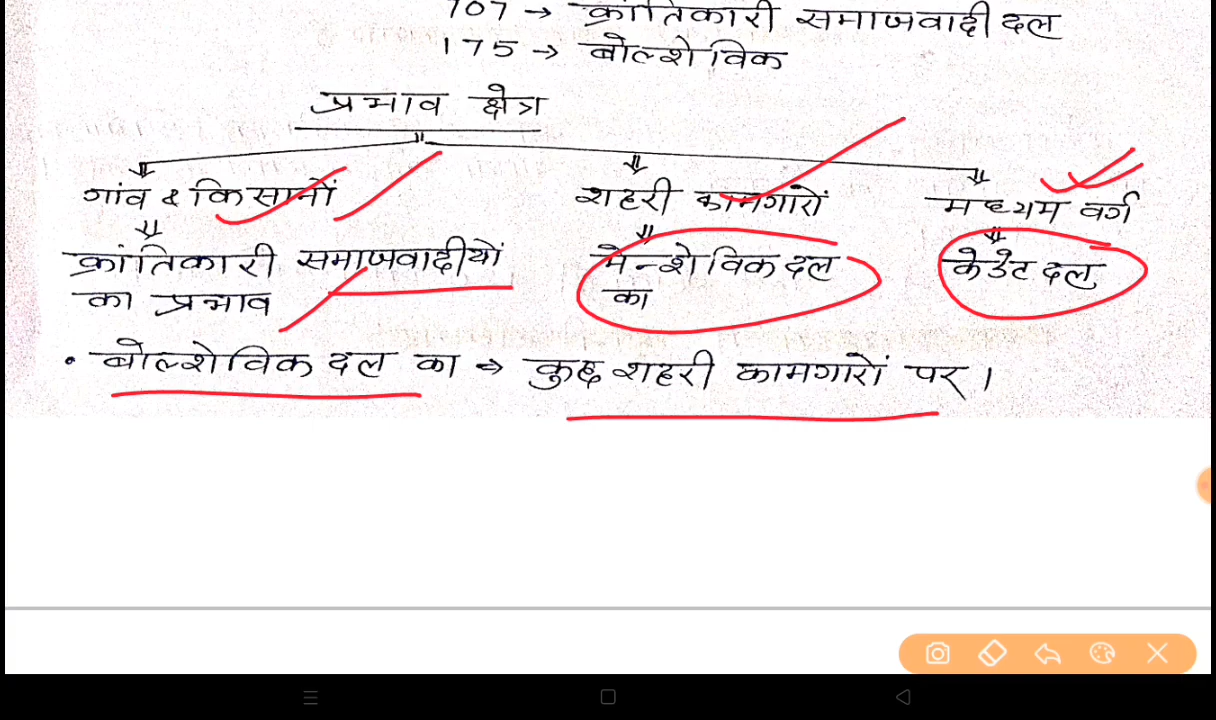 707 → क्रांतिकारी समाजवादी दल
175 → बोल्शेविक
प्रभाव क्षेत्र
गांव & किसानों शहरी कामगारों मध्यम वर्ग
क्रांतिकारी समाजवादीयों मेन्शेविक दल केडेट दल
का प्रभाव का
• बोल्शेविक दल का ⇒ कुछ शहरी कामगारों पर।